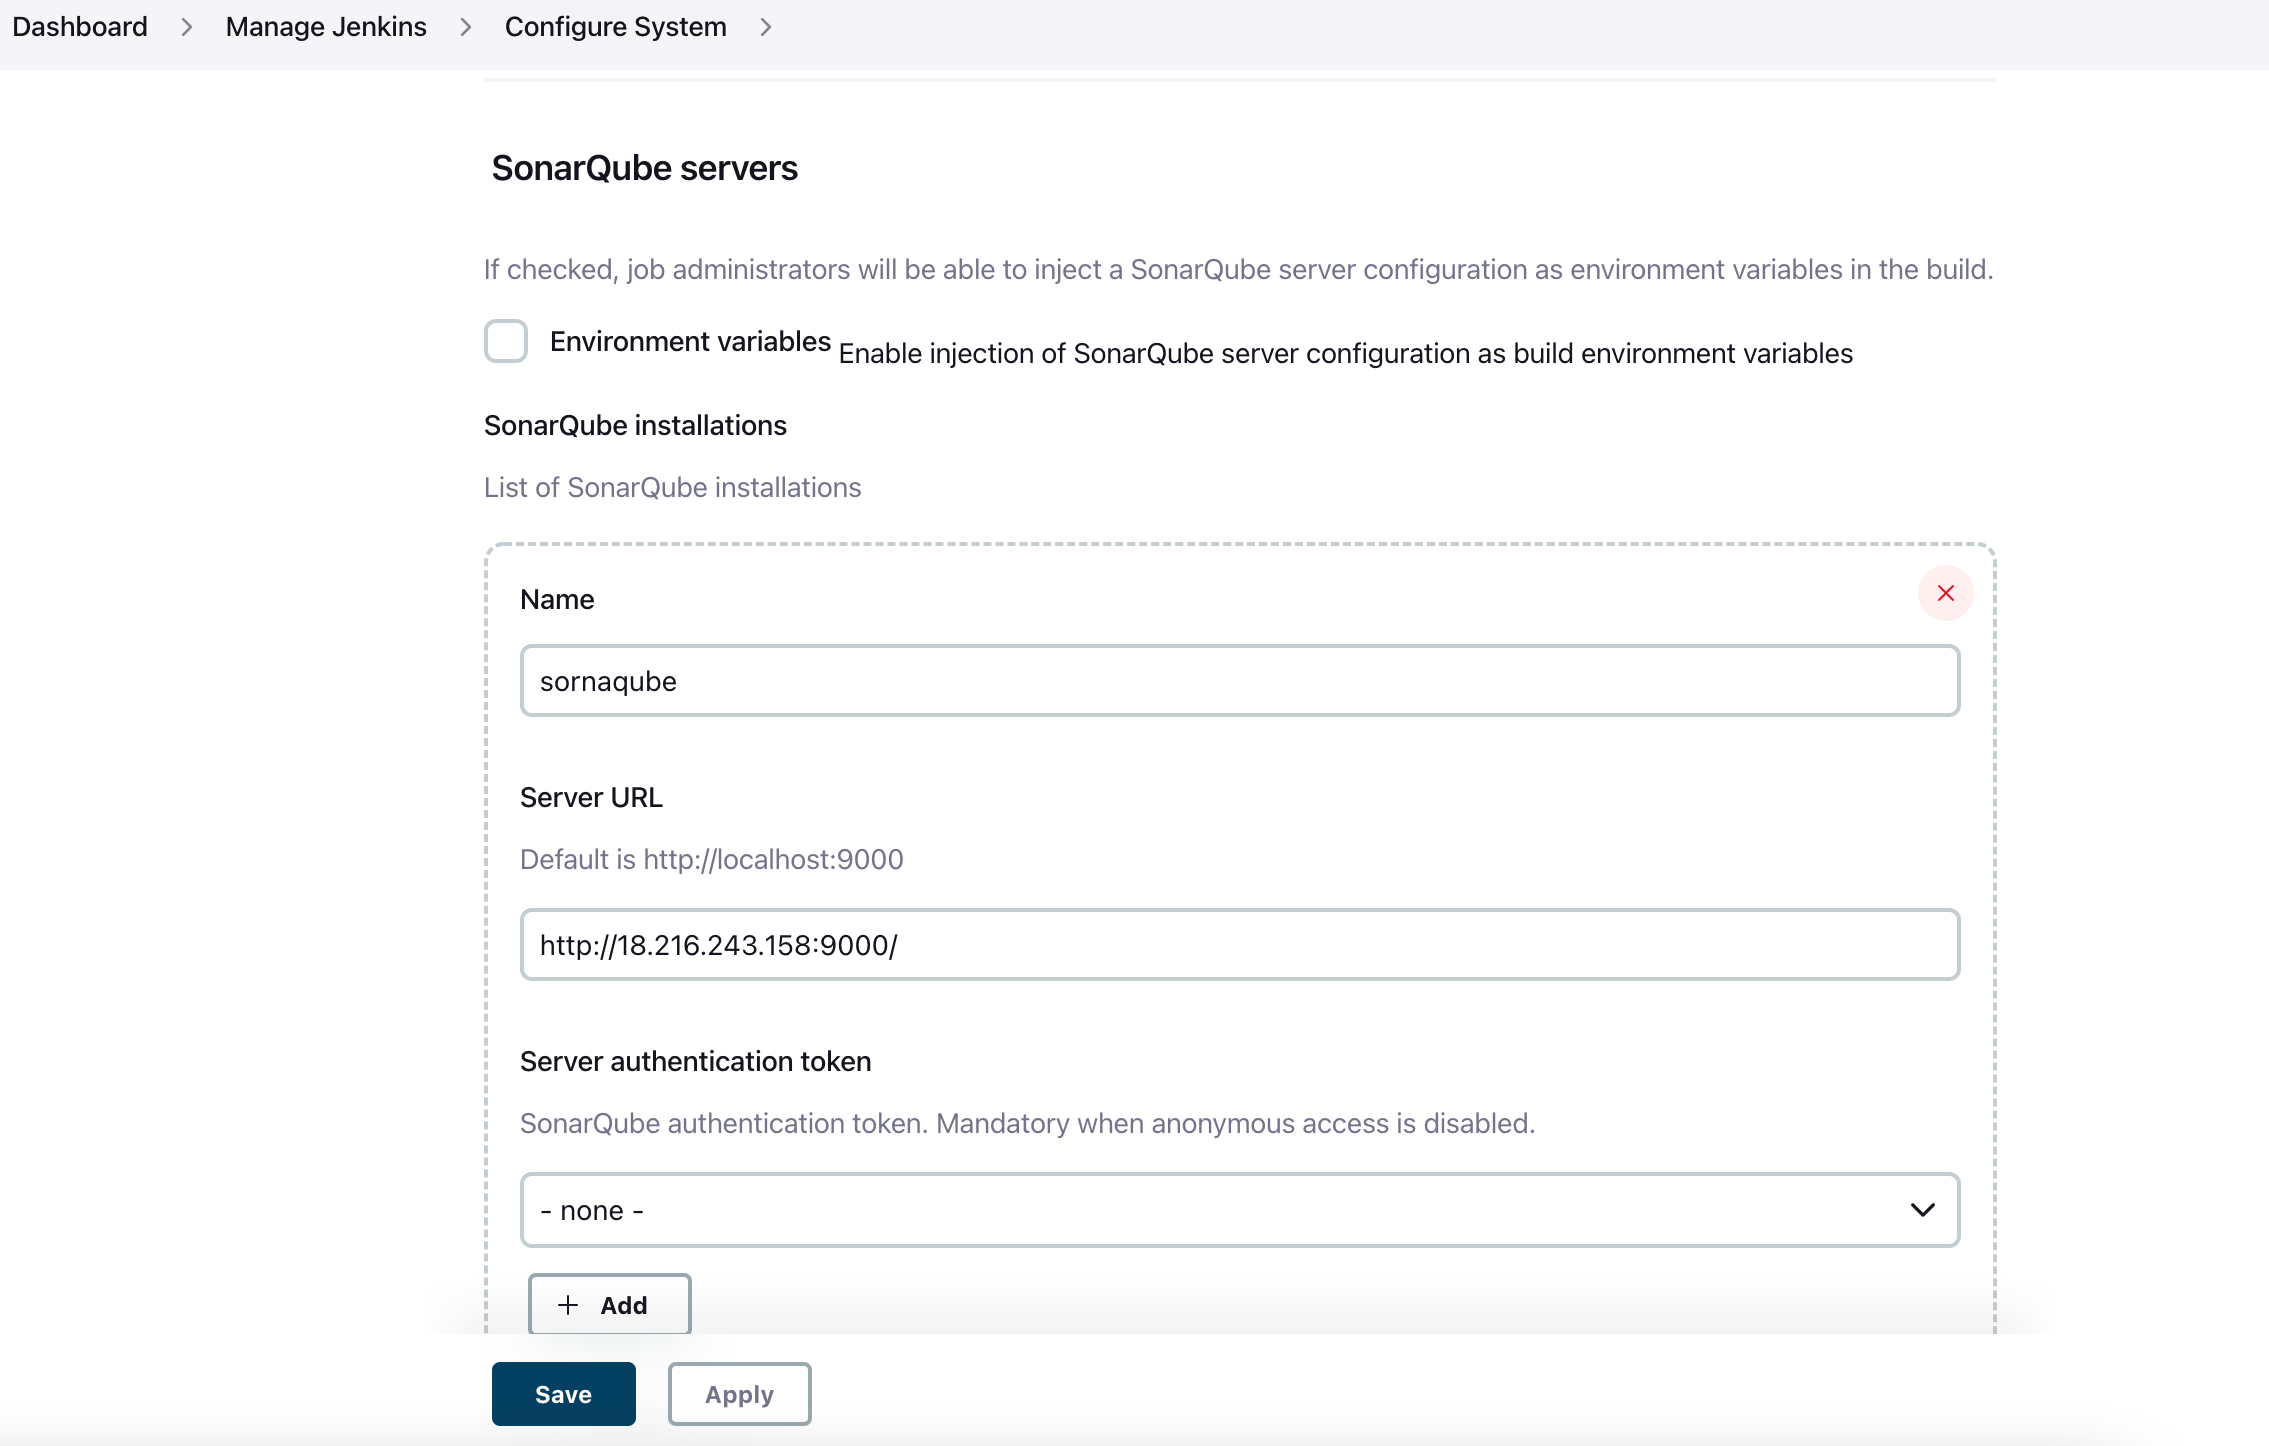 Dashboard > Manage Jenkins > Configure System >
SonarQube servers
If checked, job administrators will be able to inject a SonarQube server configuration as environment variables in the build.
Environment variables Enable injection of SonarQube server configuration as build environment variables
SonarQube installations
List of SonarQube installations
Name
sornaqube
Server URL
Default is http://localhost:9000
http://18.216.243.158:9000/
Server authentication token
SonarQube authentication token. Mandatory when anonymous access is disabled.
- none -
+ Add
Save Apply